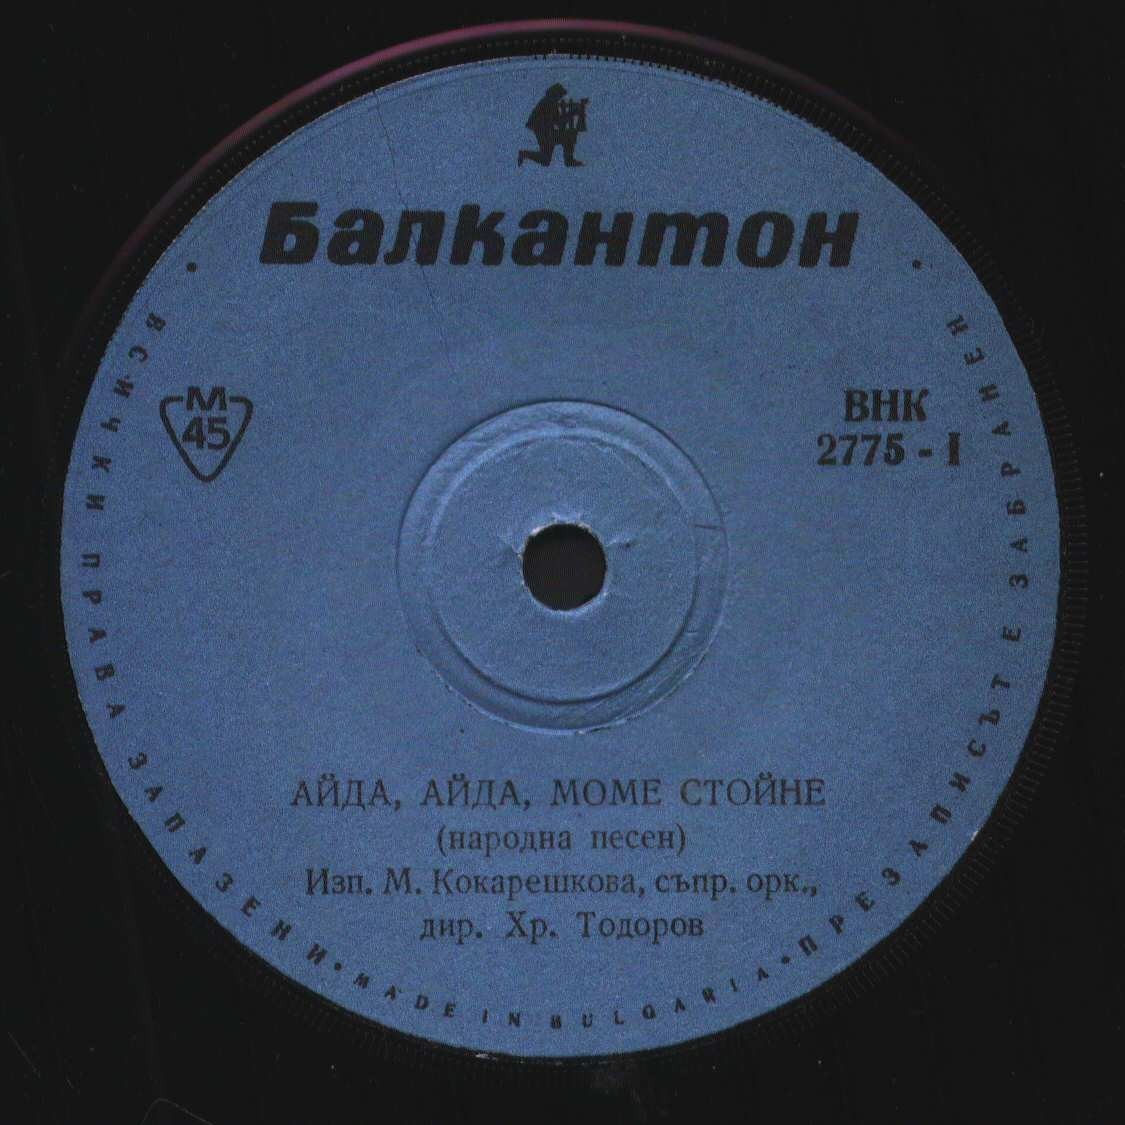 Балкантон
М
45
ВНК
2775 - I
АЙДА, АЙДА, МОМЕ СТОЙНЕ
(народна песен)
Изп. М. Кокарешкова, съпр. орк.,
дир. Хр. Тодоров
ВСИЧКИ ПРАВА ЗАПАЗЕНИ • MADE IN BULGARIA • ПРЕЗАПИСЪТ Е ЗАБРАНЕН